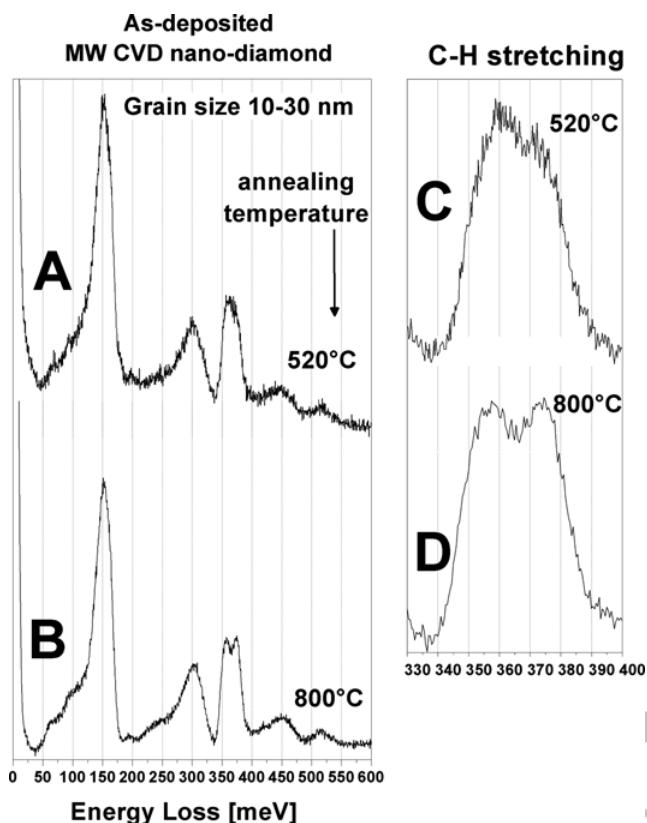 As-deposited
MW CVD nano-diamond
Grain size 10-30 nm
annealing
temperature
A
520°C
B
800°C
0 50 100 150 200 250 300 350 400 450 500 550 600
Energy Loss [meV]
C-H stretching
520°C
C
800°C
D
330 340 350 360 370 380 390 400